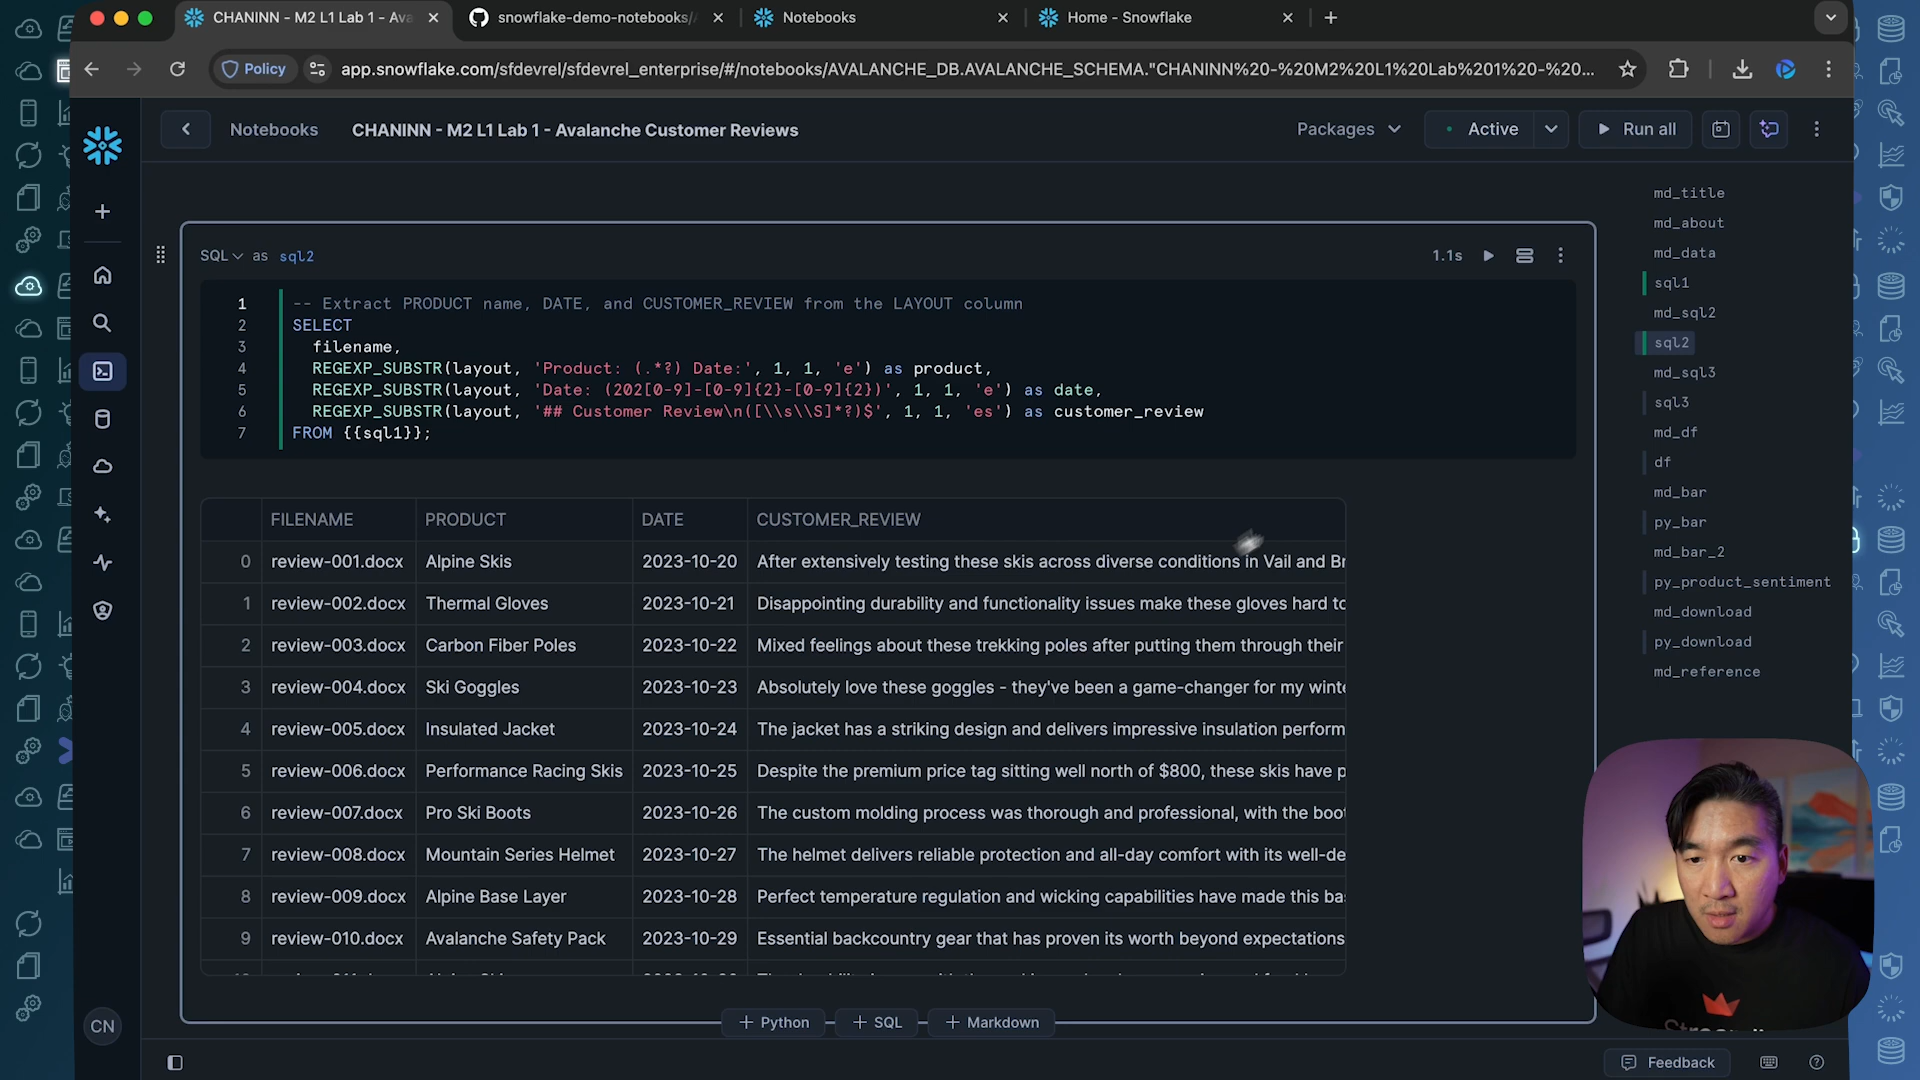 CHANINN - M2 L1 Lab 1 - Ava
snowflake-demo-notebooks/
Notebooks
Home - Snowflake
Policy
app.snowflake.com/sfdevrel/sfdevrel_enterprise/#/notebooks/AVALANCHE_DB.AVALANCHE_SCHEMA."CHANINN%20-%20M2%20L1%20Lab%201%20-%20...
Notebooks
CHANINN - M2 L1 Lab 1 - Avalanche Customer Reviews
Packages
Active
Run all
SQL as sql2
1.1s
1 -- Extract PRODUCT name, DATE, and CUSTOMER_REVIEW from the LAYOUT column
2 SELECT
3 filename,
4 REGEXP_SUBSTR(layout, 'Product: (.*?) Date:', 1, 1, 'e') as product,
5 REGEXP_SUBSTR(layout, 'Date: (202[0-9]-[0-9]{2}-[0-9]{2})', 1, 1, 'e') as date,
6 REGEXP_SUBSTR(layout, '## Customer Review\n([\\s\\S]*?)$', 1, 1, 'es') as customer_review
7 FROM {{sql1}};
FILENAME PRODUCT DATE CUSTOMER_REVIEW
0 review-001.docx Alpine Skis 2023-10-20 After extensively testing these skis across diverse conditions in Vail and Br
1 review-002.docx Thermal Gloves 2023-10-21 Disappointing durability and functionality issues make these gloves hard to
2 review-003.docx Carbon Fiber Poles 2023-10-22 Mixed feelings about these trekking poles after putting them through their
3 review-004.docx Ski Goggles 2023-10-23 Absolutely love these goggles - they've been a game-changer for my winte
4 review-005.docx Insulated Jacket 2023-10-24 The jacket has a striking design and delivers impressive insulation perform
5 review-006.docx Performance Racing Skis 2023-10-25 Despite the premium price tag sitting well north of $800, these skis have p
6 review-007.docx Pro Ski Boots 2023-10-26 The custom molding process was thorough and professional, with the boot
7 review-008.docx Mountain Series Helmet 2023-10-27 The helmet delivers reliable protection and all-day comfort with its well-de
8 review-009.docx Alpine Base Layer 2023-10-28 Perfect temperature regulation and wicking capabilities have made this ba
9 review-010.docx Avalanche Safety Pack 2023-10-29 Essential backcountry gear that has proven its worth beyond expectations
Python
SQL
Markdown
md_title
md_about
md_data
sql1
md_sql2
sql2
md_sql3
sql3
md_df
df
md_bar
py_bar
md_bar_2
py_product_sentiment
md_download
py_download
md_reference
CN
Feedback